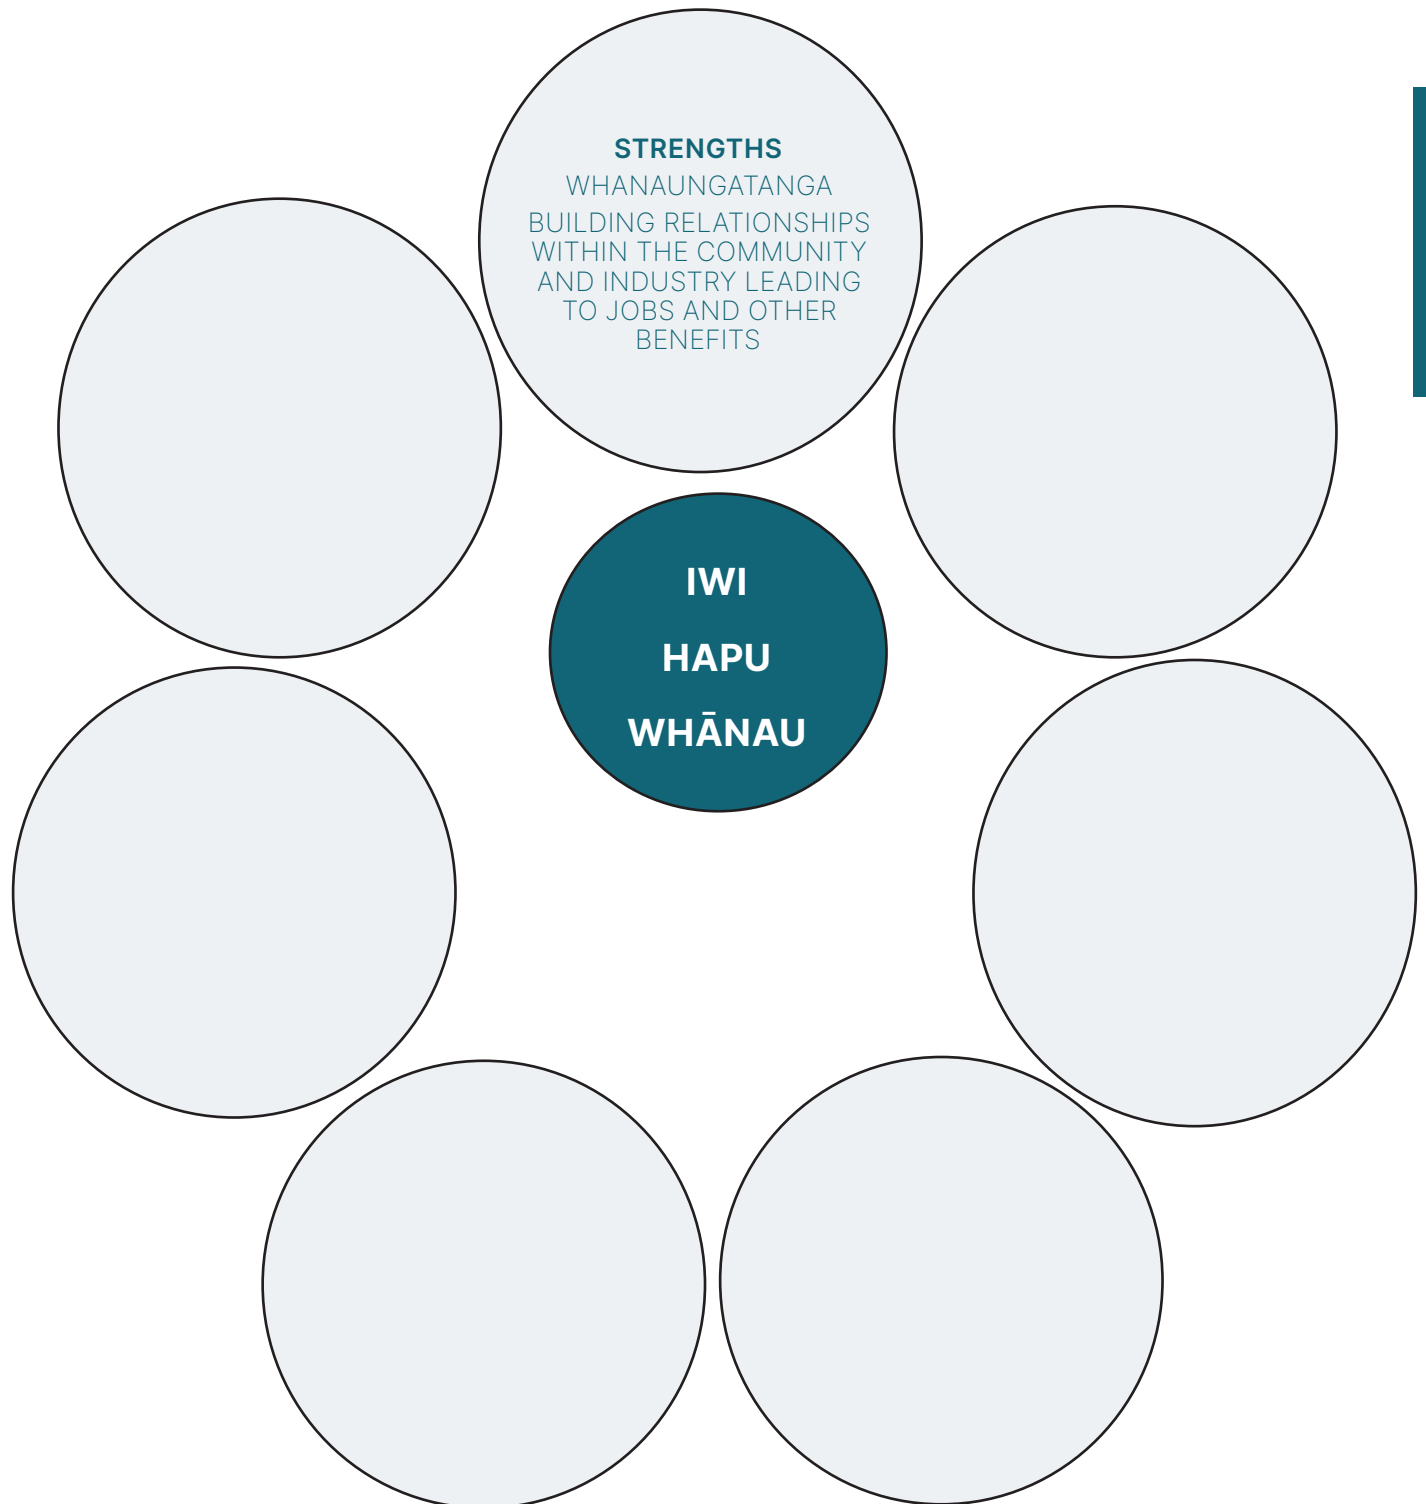 STRENGTHS
WHANAUNGATANGA
BUILDING RELATIONSHIPS
WITHIN THE COMMUNITY
AND INDUSTRY LEADING
TO JOBS AND OTHER
BENEFITS
IWI
HAPU
WHĀNAU